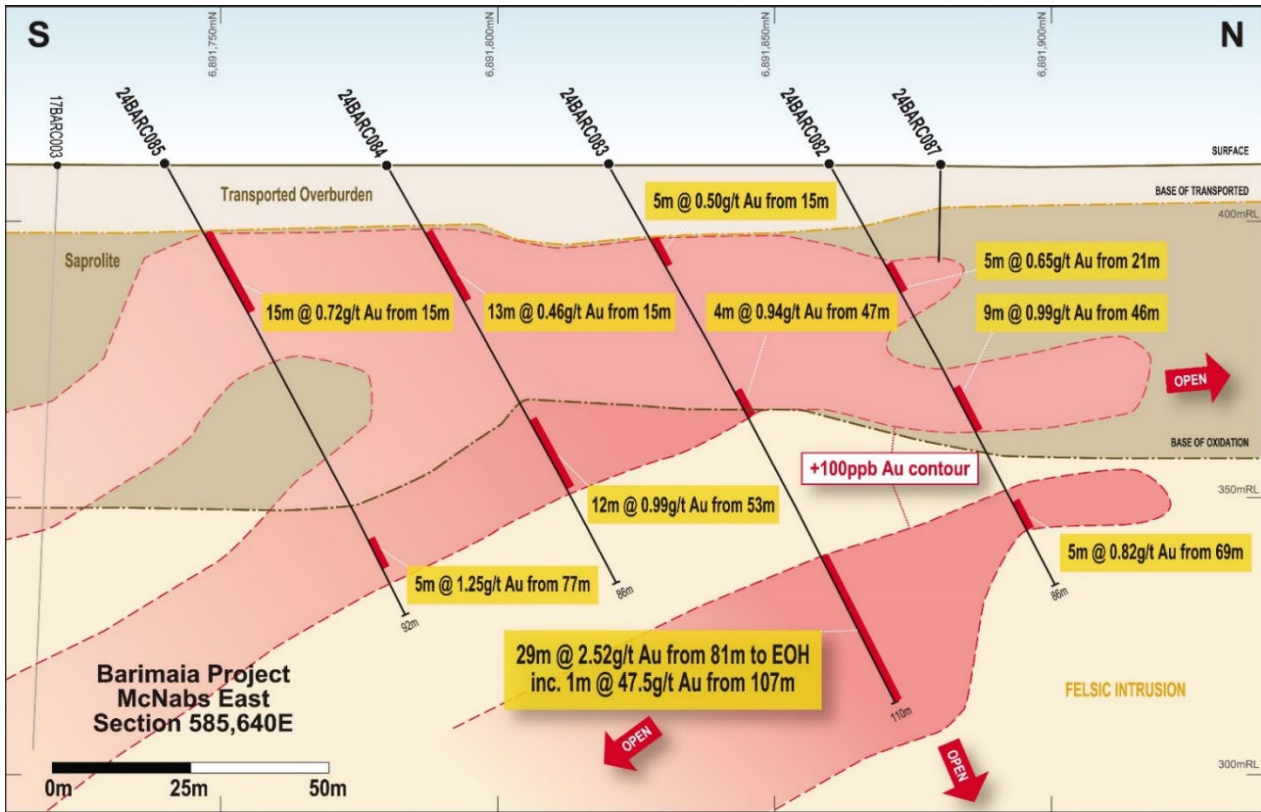 S
N
6,891,750mN
6,891,800mN
6,891,850mN
6,891,900mN
17BARC003
24BARC085
24BARC084
24BARC083
24BARC082
24BARC087
SURFACE
Transported Overburden
BASE OF TRANSPORTED
400mRL
Saprolite
5m @ 0.50g/t Au from 15m
5m @ 0.65g/t Au from 21m
15m @ 0.72g/t Au from 15m
13m @ 0.46g/t Au from 15m
4m @ 0.94g/t Au from 47m
9m @ 0.99g/t Au from 46m
OPEN
BASE OF OXIDATION
+100ppb Au contour
350mRL
12m @ 0.99g/t Au from 53m
5m @ 0.82g/t Au from 69m
5m @ 1.25g/t Au from 77m
86m
86m
92m
29m @ 2.52g/t Au from 81m to EOH
inc. 1m @ 47.5g/t Au from 107m
110m
FELSIC INTRUSION
Barimaia Project
McNabs East
Section 585,640E
OPEN
OPEN
300mRL
0m
25m
50m